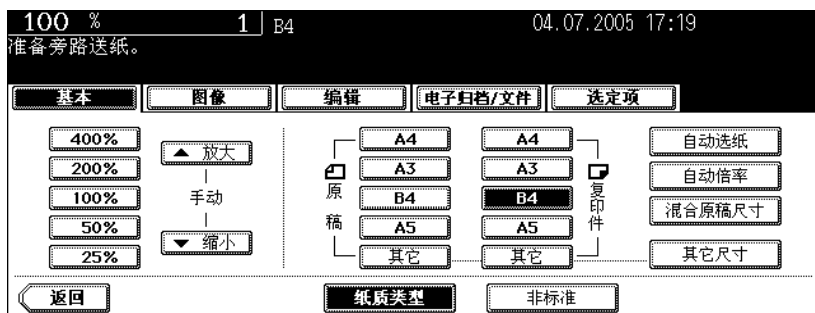 100 % 1 B4 04.07.2005 17:19
准备旁路送纸。
基本 图像 编辑 电子归档/文件 选定项
400%
200%
100%
50%
25%
放大
手动
缩小
原稿
A4
A3
B4
A5
其它
A4
A3
B4
A5
其它
复印件
自动选纸
自动倍率
混合原稿尺寸
其它尺寸
返回 纸质类型 非标准